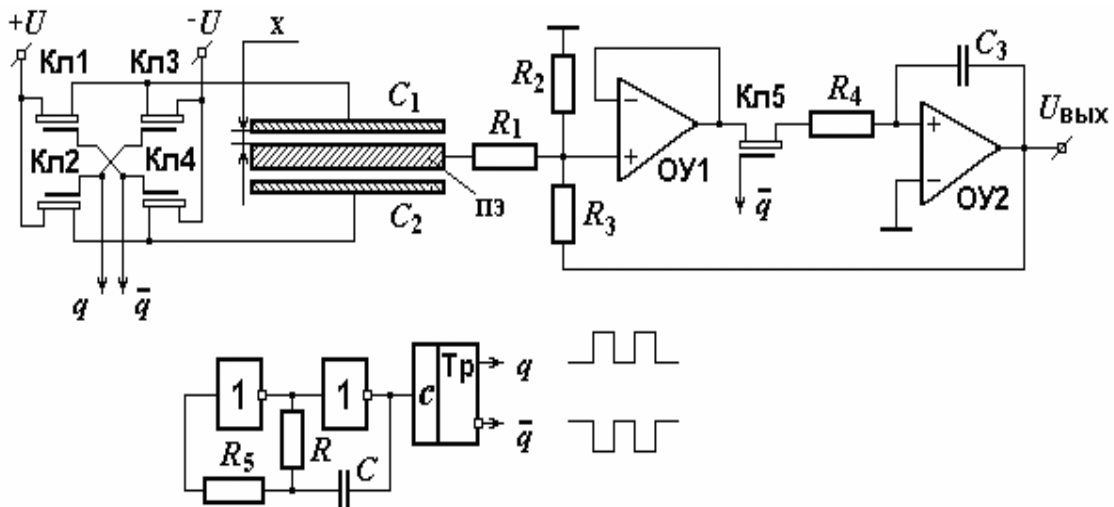 +U
-U
x
Кл1
Кл3
Кл2
Кл4
q
q̄
C₁
C₂
ПЭ
R₁
R₂
R₃
ОУ1
Кл5
q̄
R₄
C₃
ОУ2
U вых
1
1
R
R₅
C
c
Тр
q
q̄